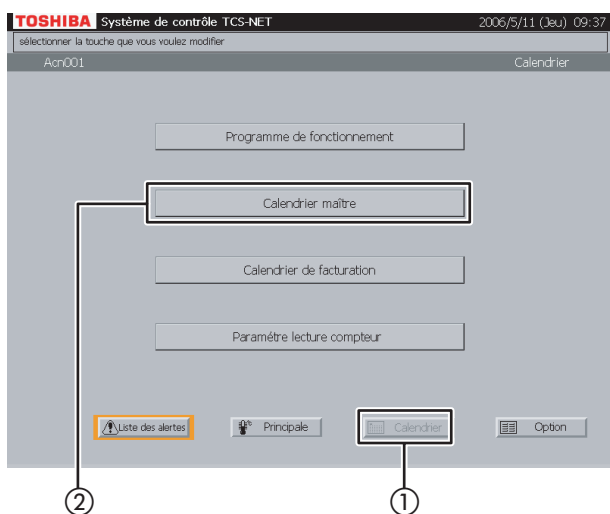 TOSHIBA Système de contrôle TCS-NET 2006/5/11 (Jeu) 09:37
sélectionner la touche que vous voulez modifier
Acn001 Calendrier
Programme de fonctionnement
Calendrier maître
Calendrier de facturation
Paramétre lecture compteur
Liste des alertes Principale Calendrier Option
② ①